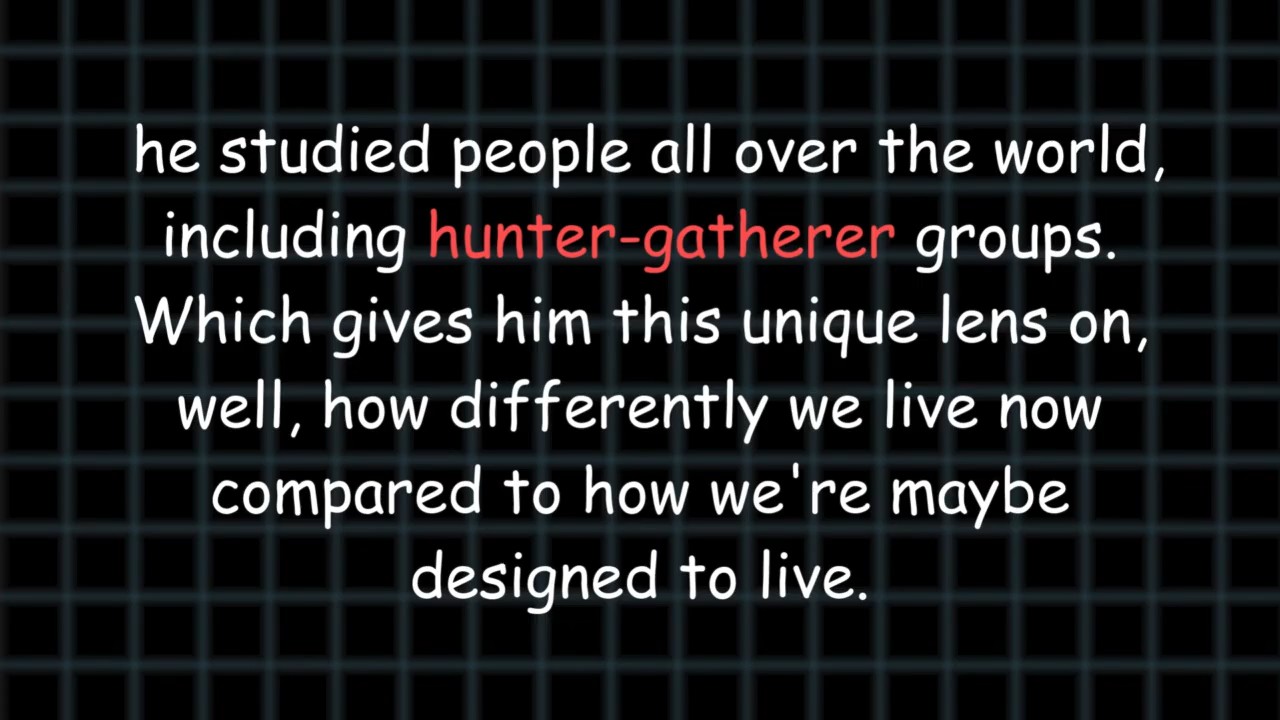 he studied people all over the world,
including hunter-gatherer groups.
Which gives him this unique lens on,
well, how differently we live now
compared to how we're maybe
designed to live.